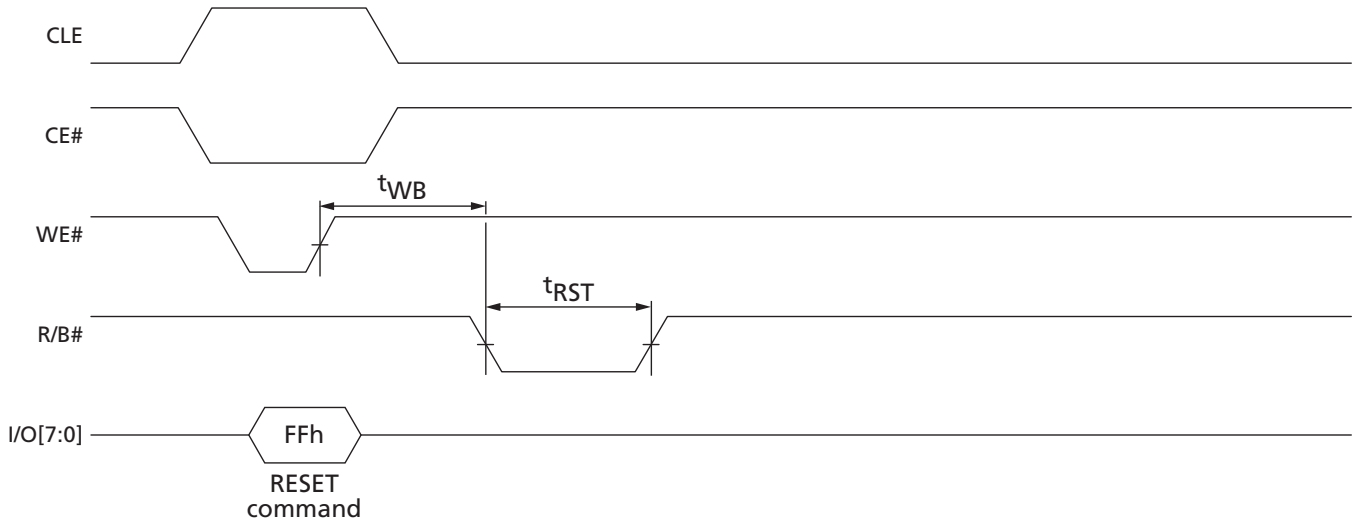 CLE
CE#
tWB
WE#
tRST
R/B#
I/O[7:0]
FFh
RESET
command